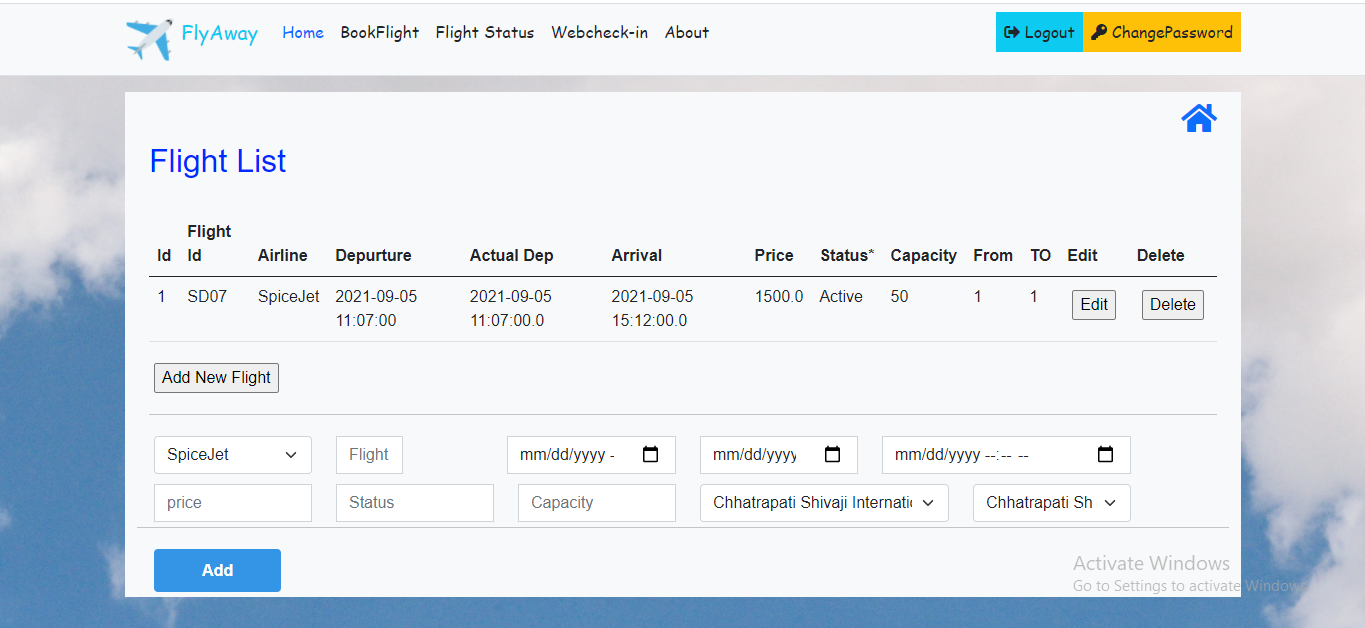 FlyAway Home BookFlight Flight Status Webcheck-in About Logout ChangePassword
Flight List
Id Flight Id Airline Depurture Actual Dep Arrival Price Status* Capacity From TO Edit Delete
1 SD07 SpiceJet 2021-09-05 11:07:00 2021-09-05 11:07:00.0 2021-09-05 15:12:00.0 1500.0 Active 50 1 1 Edit Delete
Add New Flight
SpiceJet Flight mm/dd/yyyy - mm/dd/yyyy mm/dd/yyyy --:-- --
price Status Capacity Chhatrapati Shivaji Internatio Chhatrapati Sh
Add
Activate Windows
Go to Settings to activate Windows.